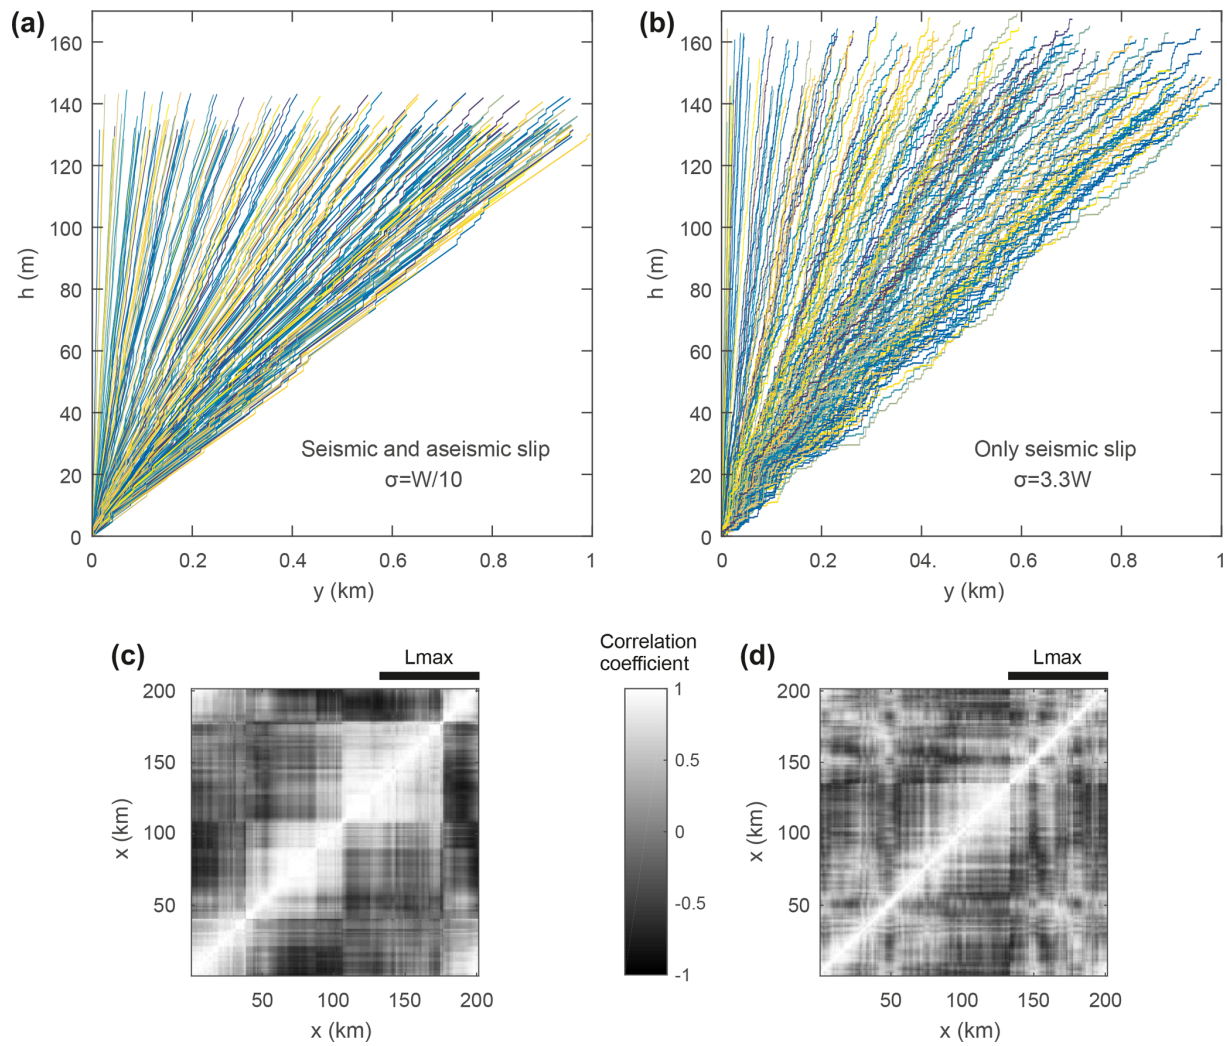 (a)
160
140
120
100
80
60
40
20
0
h (m)
Seismic and aseismic slip
σ=W/10
0 0.2 0.4 0.6 0.8 1
y (km)
(b)
160
140
120
100
80
60
40
20
0
h (m)
Only seismic slip
σ=3.3W
0 0.2 04. 0.6 0.8 1
y (km)
(c)
Lmax
200
150
100
50
x (km)
50 100 150 200
x (km)
Correlation
coefficient
1
0.5
0
-0.5
-1
(d)
Lmax
200
150
100
50
x (km)
50 100 150 200
x (km)